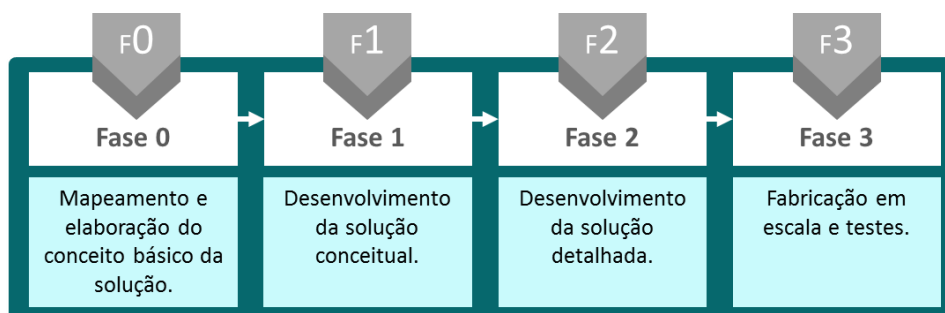 F0
F1
F2
F3
Fase 0
Fase 1
Fase 2
Fase 3
Mapeamento e
elaboração do
conceito básico da
solução.
Desenvolvimento
da solução
conceitual.
Desenvolvimento
da solução
detalhada.
Fabricação em
escala e testes.